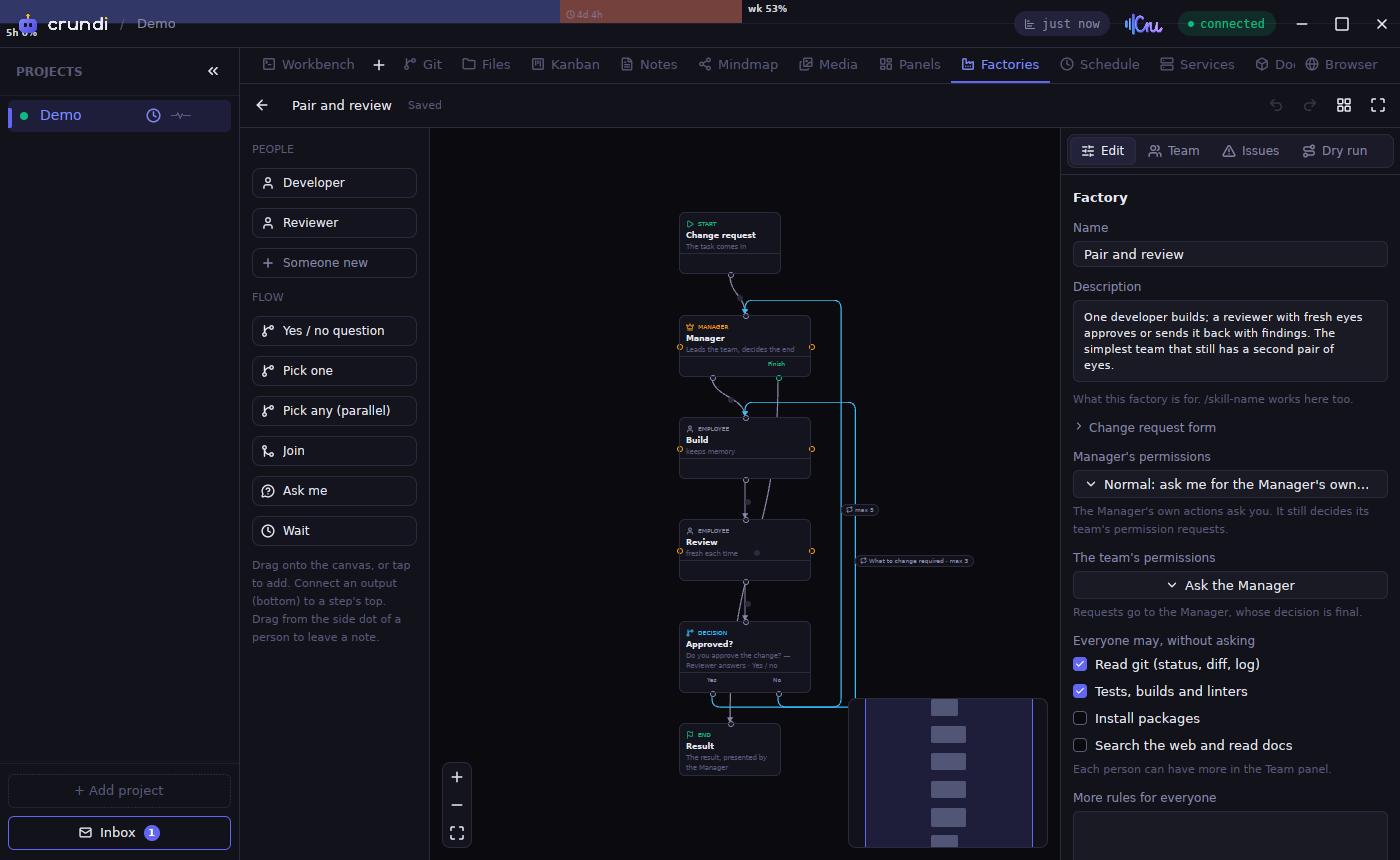 5h 0%
4d 4h
wk 53%
crundi / Demo
just now
Cru
connected
PROJECTS
Demo
+ Add project
Inbox 1
Workbench
Git
Files
Kanban
Notes
Mindmap
Media
Panels
Factories
Schedule
Services
Doc
Browser
Pair and review
Saved
PEOPLE
Developer
Reviewer
Someone new
FLOW
Yes / no question
Pick one
Pick any (parallel)
Join
Ask me
Wait
Drag onto the canvas, or tap
to add. Connect an output
(bottom) to a step's top.
Drag from the side dot of a
person to leave a note.
START
Change request
The task comes in
MANAGER
Manager
Leads the team, decides the end
Finish
EMPLOYEE
Build
keeps memory
EMPLOYEE
Review
fresh each time
max 5
What to change required · max 3
DECISION
Approved?
Do you approve the change? —
Reviewer answers · Yes / no
Yes
No
END
Result
The result, presented by
the Manager
Edit
Team
Issues
Dry run
Factory
Name
Pair and review
Description
One developer builds; a reviewer with fresh eyes
approves or sends it back with findings. The
simplest team that still has a second pair of
eyes.
What this factory is for. /skill-name works here too.
Change request form
Manager's permissions
Normal: ask me for the Manager's own...
The Manager's own actions ask you. It still decides its
team's permission requests.
The team's permissions
Ask the Manager
Requests go to the Manager, whose decision is final.
Everyone may, without asking
Read git (status, diff, log)
Tests, builds and linters
Install packages
Search the web and read docs
Each person can have more in the Team panel.
More rules for everyone